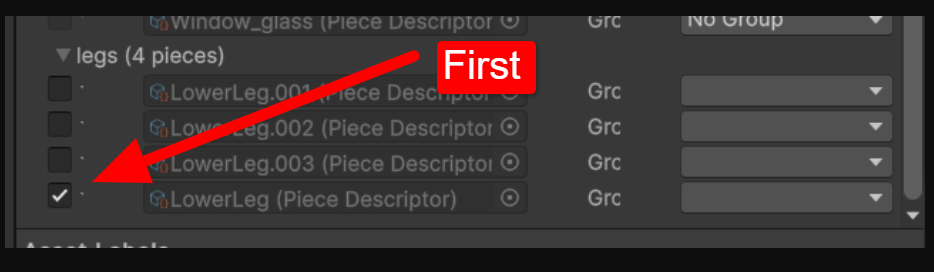 Window_glass (Piece Descriptor
Grc
No Group
legs (4 pieces)
First
LowerLeg.001 (Piece Descriptor
Grc
LowerLeg.002 (Piece Descriptor
Grc
LowerLeg.003 (Piece Descriptor
Grc
LowerLeg (Piece Descriptor)
Grc
Asset Labels